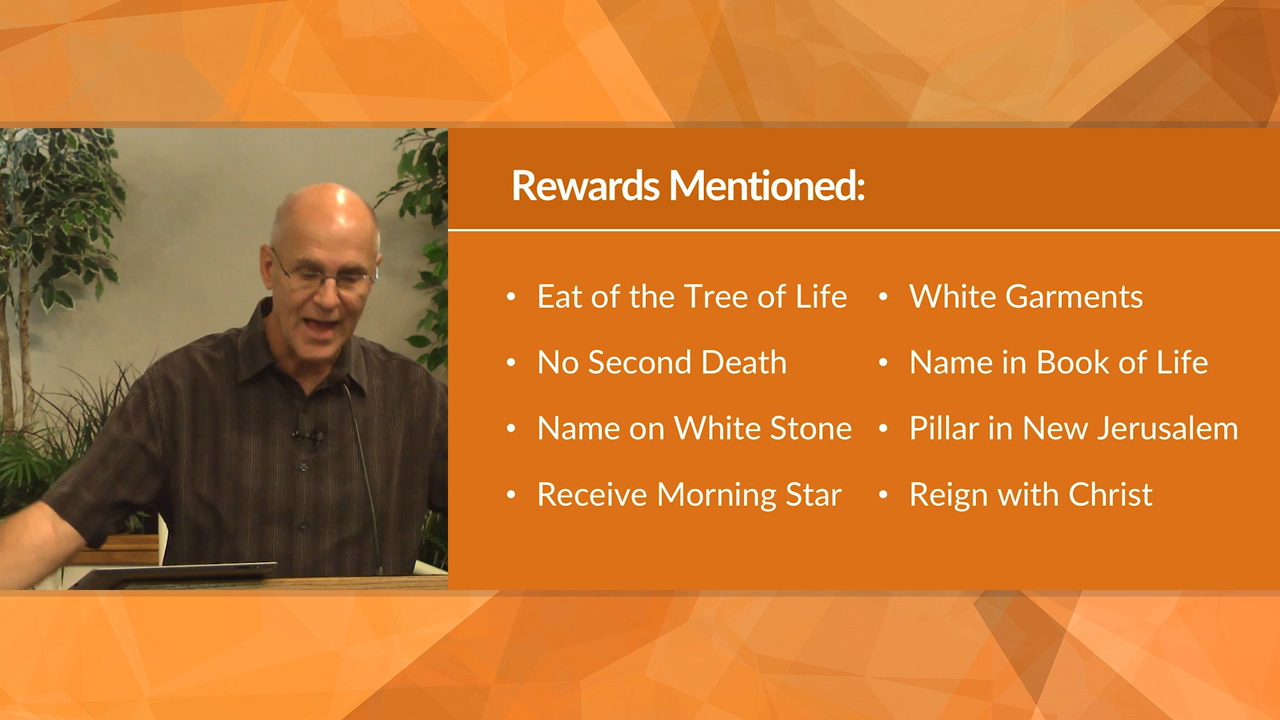 Rewards Mentioned:
• Eat of the Tree of Life
• No Second Death
• Name on White Stone
• Receive Morning Star
• White Garments
• Name in Book of Life
• Pillar in New Jerusalem
• Reign with Christ